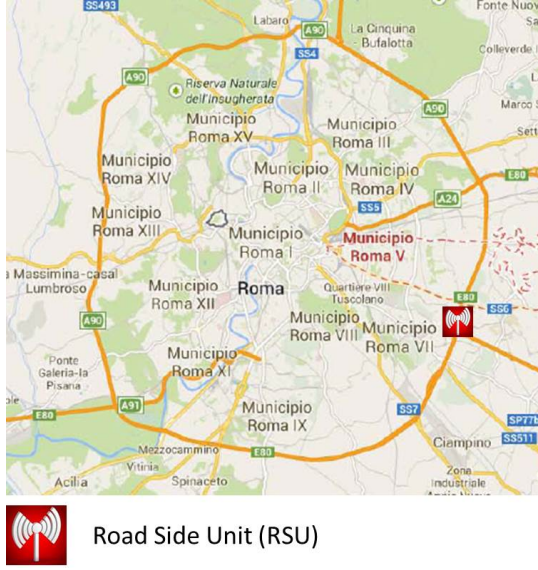 SS493
Fonte Nuov
Labaro
A90
La Cinquina
- Bufalotta
SS4
Colleverde
A90
Riserva Naturale
dell'Insugherata
A90
Marco S
Municipio
Roma XV
Municipio
Roma III
Sett
Municipio
Roma XIV
Municipio
Roma II
Municipio
Roma IV
E80
A24
SS5
Municipio
Roma XIII
Municipio
Roma I
Municipio
Roma V
a Massimina-casal
Lumbroso
Municipio
Roma XII
Roma
Quartiere VIII
Tuscolano
E80
SS6
A90
Municipio
Roma VIII
Municipio
Roma VII
Ponte
Galeria-la
Pisana
Municipio
Roma XI
ole
A91
E80
Municipio
Roma IX
SS7
SP77b
SS511
Ciampino
Mezzocammino
E80
Vitinia
Acilia
Spinaceto
Zona
Industriale
Road Side Unit (RSU)